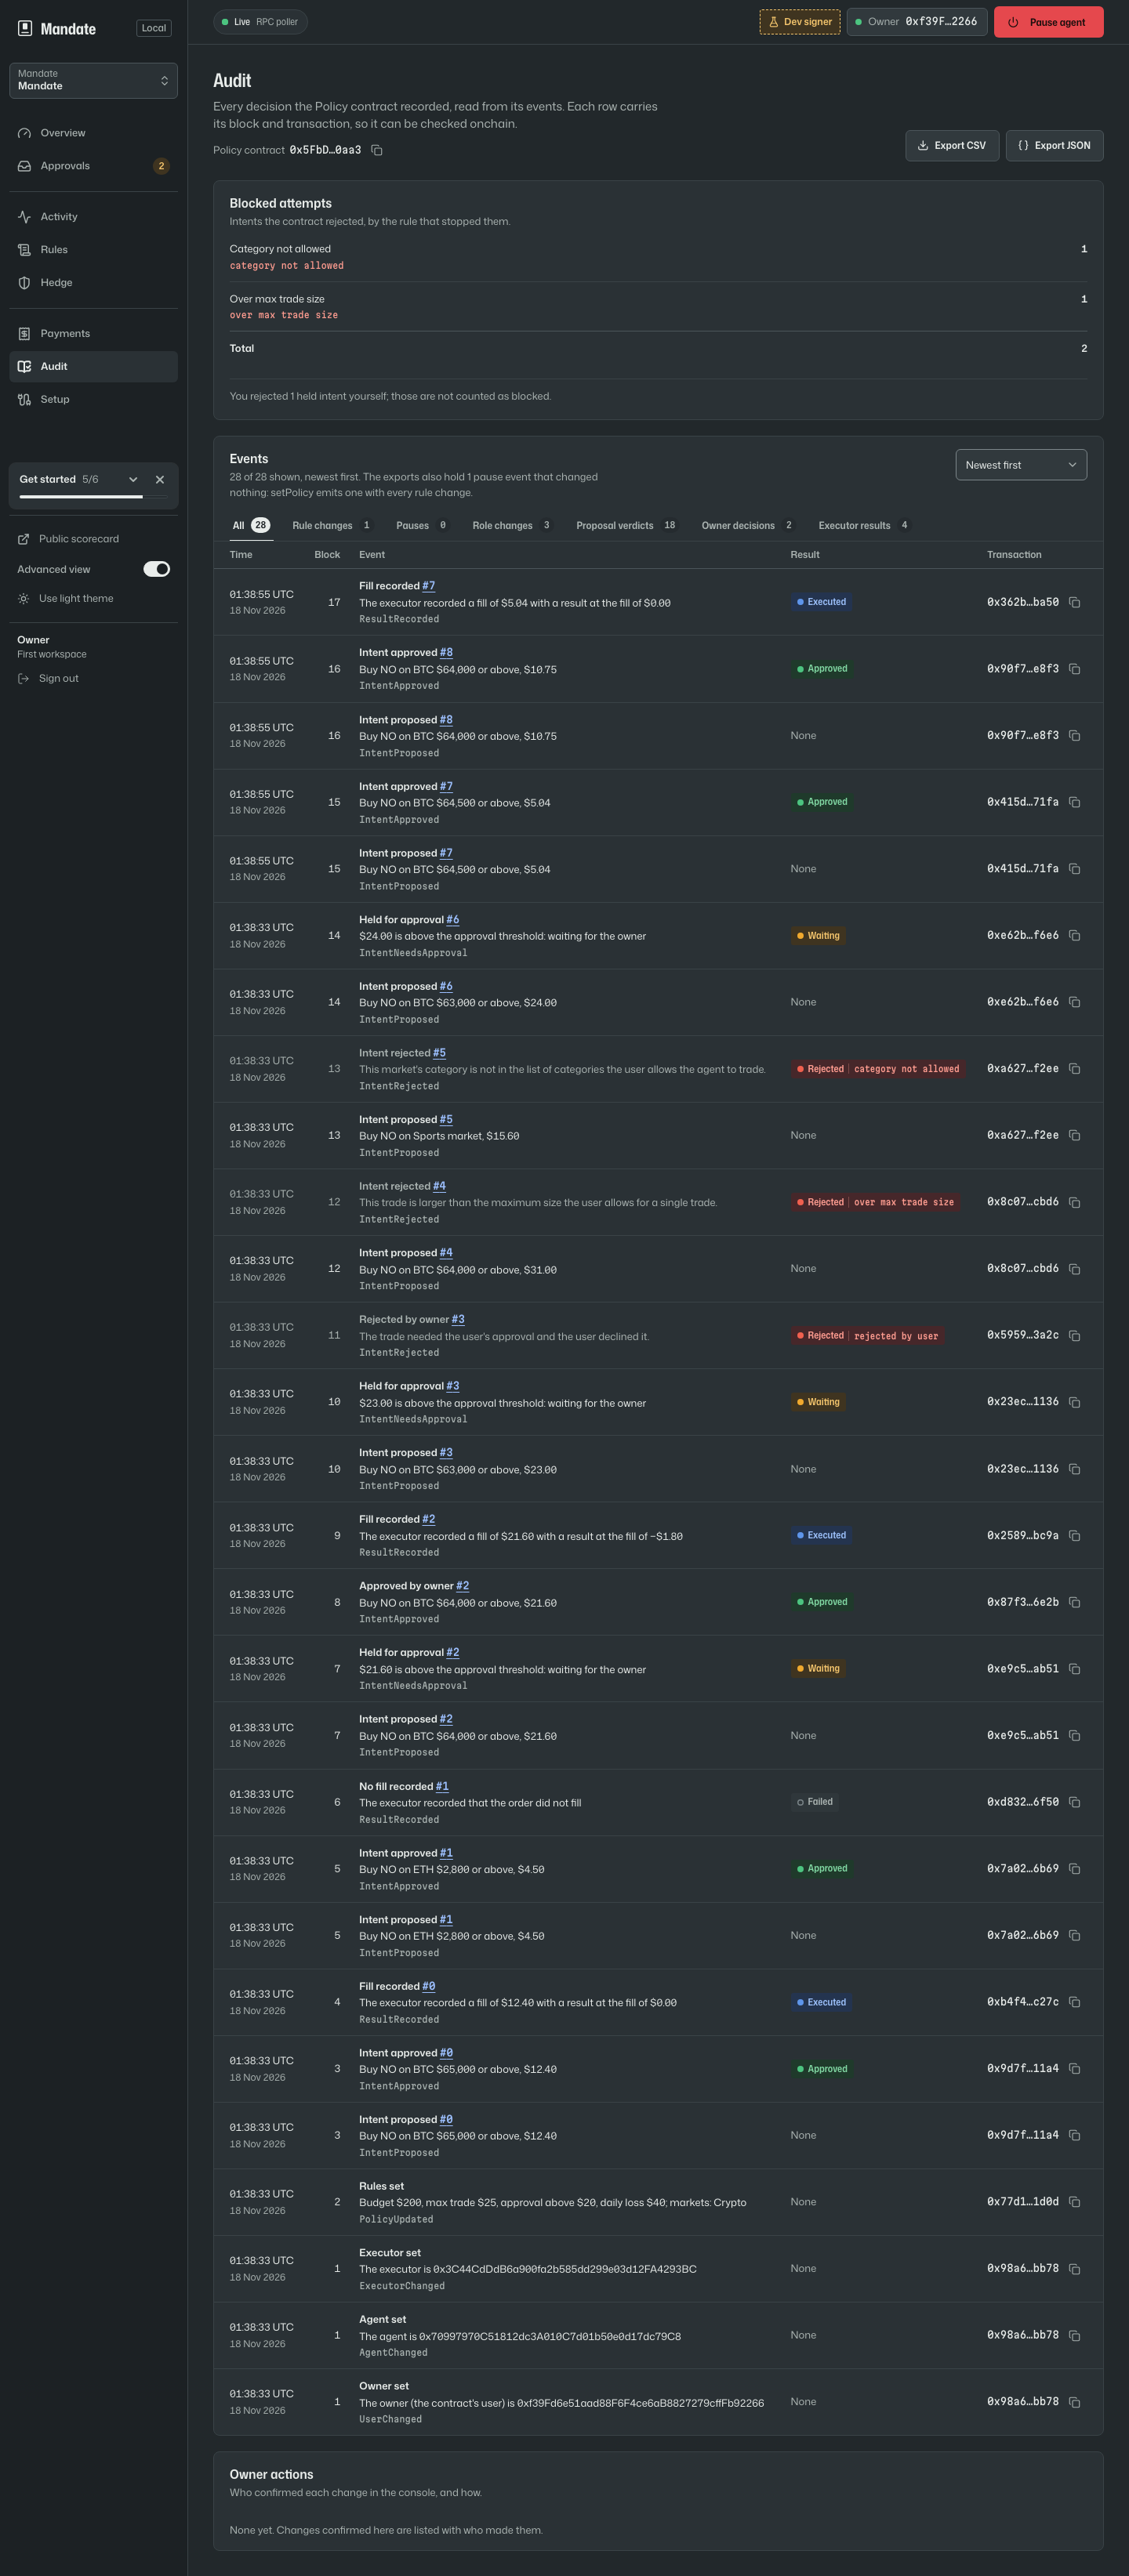 Mandate
Local
Mandate
Mandate
Overview
Approvals 2
Activity
Rules
Hedge
Payments
Audit
Setup
Get started 5/6
Public scorecard
Advanced view
Use light theme
Owner
First workspace
Sign out
Live RPC poller
Dev signer
Owner 0xf39F…2266
Pause agent
Audit
Every decision the Policy contract recorded, read from its events. Each row carries
its block and transaction, so it can be checked onchain.
Policy contract 0x5FbD…0aa3
Export CSV
Export JSON
Blocked attempts
Intents the contract rejected, by the rule that stopped them.
Category not allowed 1
category not allowed
Over max trade size 1
over max trade size
Total 2
You rejected 1 held intent yourself; those are not counted as blocked.
Events
28 of 28 shown, newest first. The exports also hold 1 pause event that changed
nothing: setPolicy emits one with every rule change.
Newest first
All 28 Rule changes 1 Pauses 0 Role changes 3 Proposal verdicts 18 Owner decisions 2 Executor results 4
Time Block Event Result Transaction
Fill recorded #7
01:38:55 UTC 17 The executor recorded a fill of $5.04 with a result at the fill of $0.00 Executed 0x362b…ba50
18 Nov 2026 ResultRecorded
Intent approved #8
01:38:55 UTC 16 Buy NO on BTC $64,000 or above, $10.75 Approved 0x90f7…e8f3
18 Nov 2026 IntentApproved
Intent proposed #8
01:38:55 UTC 16 Buy NO on BTC $64,000 or above, $10.75 None 0x90f7…e8f3
18 Nov 2026 IntentProposed
Intent approved #7
01:38:55 UTC 15 Buy NO on BTC $64,500 or above, $5.04 Approved 0x415d…71fa
18 Nov 2026 IntentApproved
Intent proposed #7
01:38:55 UTC 15 Buy NO on BTC $64,500 or above, $5.04 None 0x415d…71fa
18 Nov 2026 IntentProposed
Held for approval #6
01:38:33 UTC 14 $24.00 is above the approval threshold: waiting for the owner Waiting 0xe62b…f6e6
18 Nov 2026 IntentNeedsApproval
Intent proposed #6
01:38:33 UTC 14 Buy NO on BTC $63,000 or above, $24.00 None 0xe62b…f6e6
18 Nov 2026 IntentProposed
Intent rejected #5
01:38:33 UTC 13 This market's category is not in the list of categories the user allows the agent to trade. Rejected category not allowed 0xa627…f2ee
18 Nov 2026 IntentRejected
Intent proposed #5
01:38:33 UTC 13 Buy NO on Sports market, $15.60 None 0xa627…f2ee
18 Nov 2026 IntentProposed
Intent rejected #4
01:38:33 UTC 12 This trade is larger than the maximum size the user allows for a single trade. Rejected over max trade size 0x8c07…cbd6
18 Nov 2026 IntentRejected
Intent proposed #4
01:38:33 UTC 12 Buy NO on BTC $64,000 or above, $31.00 None 0x8c07…cbd6
18 Nov 2026 IntentProposed
Rejected by owner #3
01:38:33 UTC 11 The trade needed the user's approval and the user declined it. Rejected rejected by user 0x5959…3a2c
18 Nov 2026 IntentRejected
Held for approval #3
01:38:33 UTC 10 $23.00 is above the approval threshold: waiting for the owner Waiting 0x23ec…1136
18 Nov 2026 IntentNeedsApproval
Intent proposed #3
01:38:33 UTC 10 Buy NO on BTC $63,000 or above, $23.00 None 0x23ec…1136
18 Nov 2026 IntentProposed
Fill recorded #2
01:38:33 UTC 9 The executor recorded a fill of $21.60 with a result at the fill of −$1.80 Executed 0x2589…bc9a
18 Nov 2026 ResultRecorded
Approved by owner #2
01:38:33 UTC 8 Buy NO on BTC $64,000 or above, $21.60 Approved 0x87f3…6e2b
18 Nov 2026 IntentApproved
Held for approval #2
01:38:33 UTC 7 $21.60 is above the approval threshold: waiting for the owner Waiting 0xe9c5…ab51
18 Nov 2026 IntentNeedsApproval
Intent proposed #2
01:38:33 UTC 7 Buy NO on BTC $64,000 or above, $21.60 None 0xe9c5…ab51
18 Nov 2026 IntentProposed
No fill recorded #1
01:38:33 UTC 6 The executor recorded that the order did not fill Failed 0xd832…6f50
18 Nov 2026 ResultRecorded
Intent approved #1
01:38:33 UTC 5 Buy NO on ETH $2,800 or above, $4.50 Approved 0x7a02…6b69
18 Nov 2026 IntentApproved
Intent proposed #1
01:38:33 UTC 5 Buy NO on ETH $2,800 or above, $4.50 None 0x7a02…6b69
18 Nov 2026 IntentProposed
Fill recorded #0
01:38:33 UTC 4 The executor recorded a fill of $12.40 with a result at the fill of $0.00 Executed 0xb4f4…c27c
18 Nov 2026 ResultRecorded
Intent approved #0
01:38:33 UTC 3 Buy NO on BTC $65,000 or above, $12.40 Approved 0x9d7f…11a4
18 Nov 2026 IntentApproved
Intent proposed #0
01:38:33 UTC 3 Buy NO on BTC $65,000 or above, $12.40 None 0x9d7f…11a4
18 Nov 2026 IntentProposed
Rules set
01:38:33 UTC 2 Budget $200, max trade $25, approval above $20, daily loss $40; markets: Crypto None 0x77d1…1d0d
18 Nov 2026 PolicyUpdated
Executor set
01:38:33 UTC 1 The executor is 0x3C44CdDdB6a900fa2b585dd299e03d12FA4293BC None 0x98a6…bb78
18 Nov 2026 ExecutorChanged
Agent set
01:38:33 UTC 1 The agent is 0x70997970C51812dc3A010C7d01b50e0d17dc79C8 None 0x98a6…bb78
18 Nov 2026 AgentChanged
Owner set
01:38:33 UTC 1 The owner (the contract's user) is 0xf39Fd6e51aad88F6F4ce6aB8827279cffFb92266 None 0x98a6…bb78
18 Nov 2026 UserChanged
Owner actions
Who confirmed each change in the console, and how.
None yet. Changes confirmed here are listed with who made them.